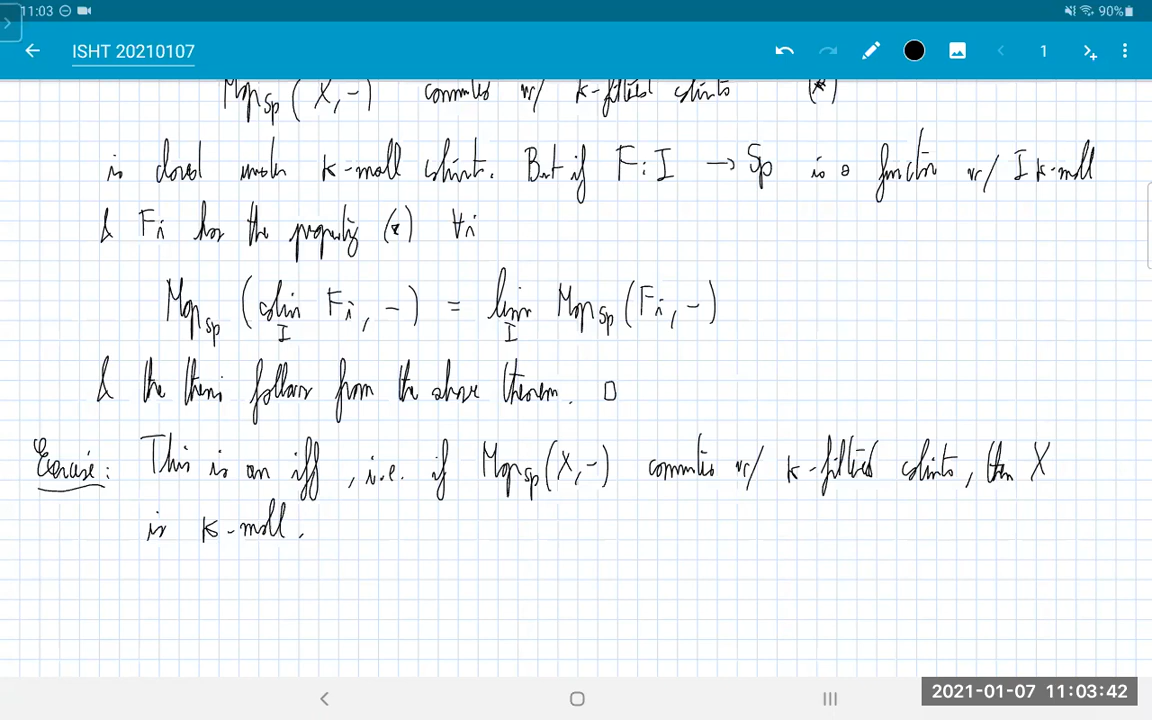 11:03
90%
ISHT 20210107
1
Map_Sp (X, -) commutes w/ κ-filtered colimits (*)
is closed under κ-small colimits. But if F: I → Sp is a functor w/ I κ-small
& Fi has the property (*) ∀i
Map_Sp (colim_I Fi, -) = lim_I Map_Sp (Fi, -)
& the thesis follows from the above theorem. □
Exercise: This is an iff, i.e. if Map_Sp (X, -) commutes w/ κ-filtered colimits, then X
is κ-small.
2021-01-07 11:03:42